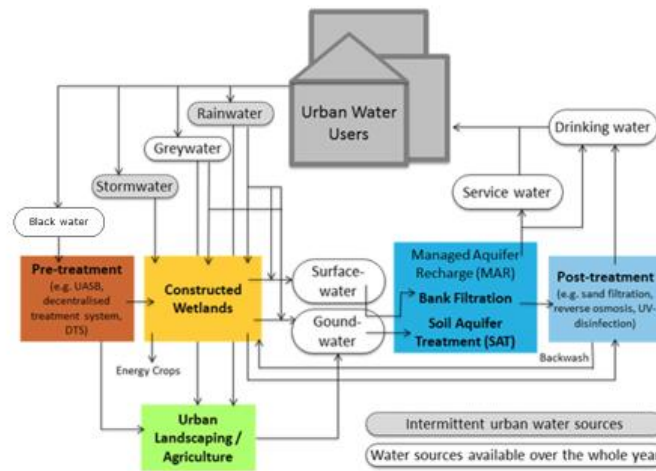 Urban Water
Users
Rainwater
Greywater
Stormwater
Black water
Drinking water
Service water
Pre-treatment
(e.g. UASB,
decentralised
treatment system,
DTS)
Constructed
Wetlands
Surface-
water
Gound-
water
Managed Aquifer
Recharge (MAR)
Bank Filtration
Soil Aquifer
Treatment (SAT)
Post-treatment
(e.g. sand filtration,
reverse osmosis, UV-
disinfection)
Backwash
Energy Crops
Urban
Landscaping /
Agriculture
Intermittent urban water sources
Water sources available over the whole year